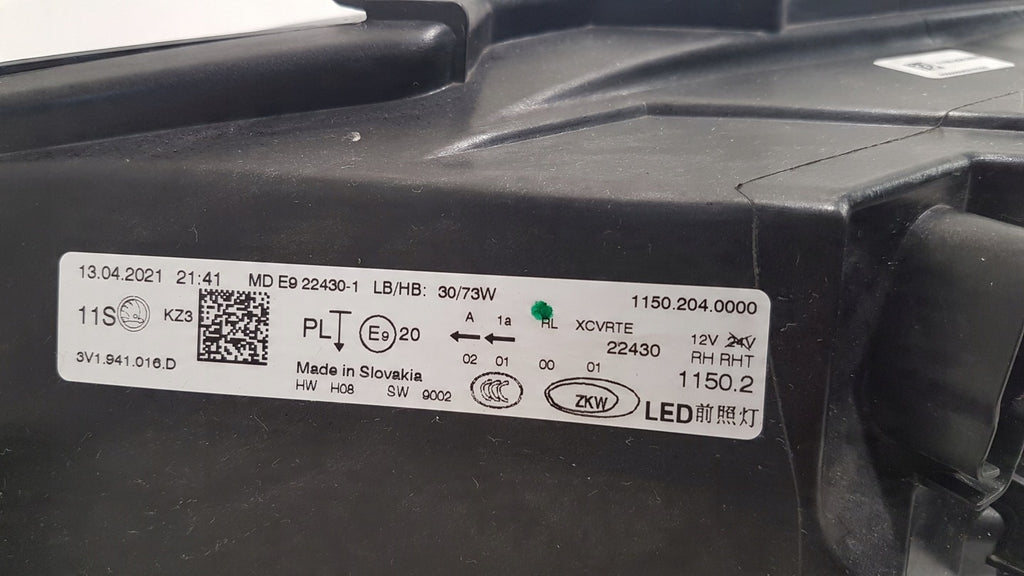 13.04.2021 21:41 MD E9 22430-1 LB/HB: 30/73W 1150.204.0000
11S KZ3 PL E9 20 A 1a RL XCVRTE 12V 24V
02 01 00 01 22430 RH RHT
3V1.941.016.D Made in Slovakia 1150.2
HW H08 SW 9002 CCC ZKW LED前照灯